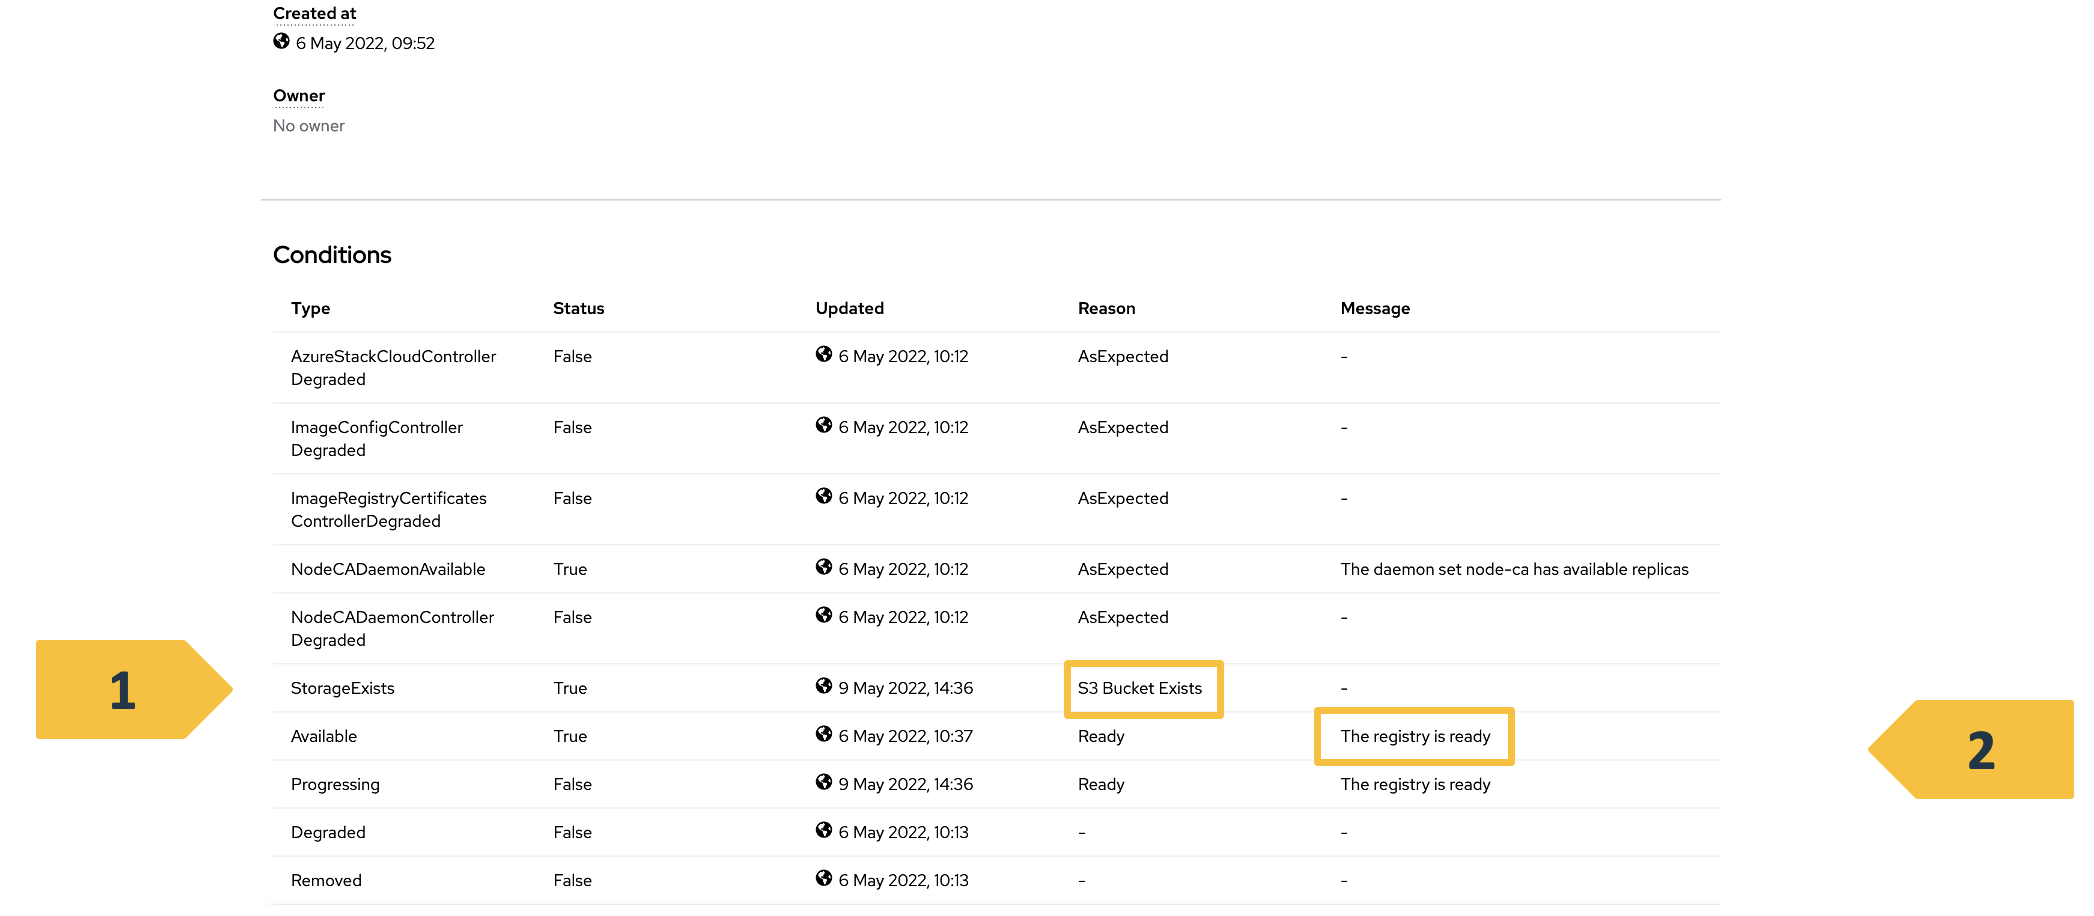 Created at
6 May 2022, 09:52
Owner
No owner
Conditions
Type Status Updated Reason Message
AzureStackCloudController False 6 May 2022, 10:12 AsExpected -
Degraded
ImageConfigController False 6 May 2022, 10:12 AsExpected -
Degraded
ImageRegistryCertificates False 6 May 2022, 10:12 AsExpected -
ControllerDegraded
NodeCADaemonAvailable True 6 May 2022, 10:12 AsExpected The daemon set node-ca has available replicas
NodeCADaemonController False 6 May 2022, 10:12 AsExpected -
Degraded
1 StorageExists True 9 May 2022, 14:36 S3 Bucket Exists -
Available True 6 May 2022, 10:37 Ready The registry is ready 2
Progressing False 9 May 2022, 14:36 Ready The registry is ready
Degraded False 6 May 2022, 10:13 - -
Removed False 6 May 2022, 10:13 - -